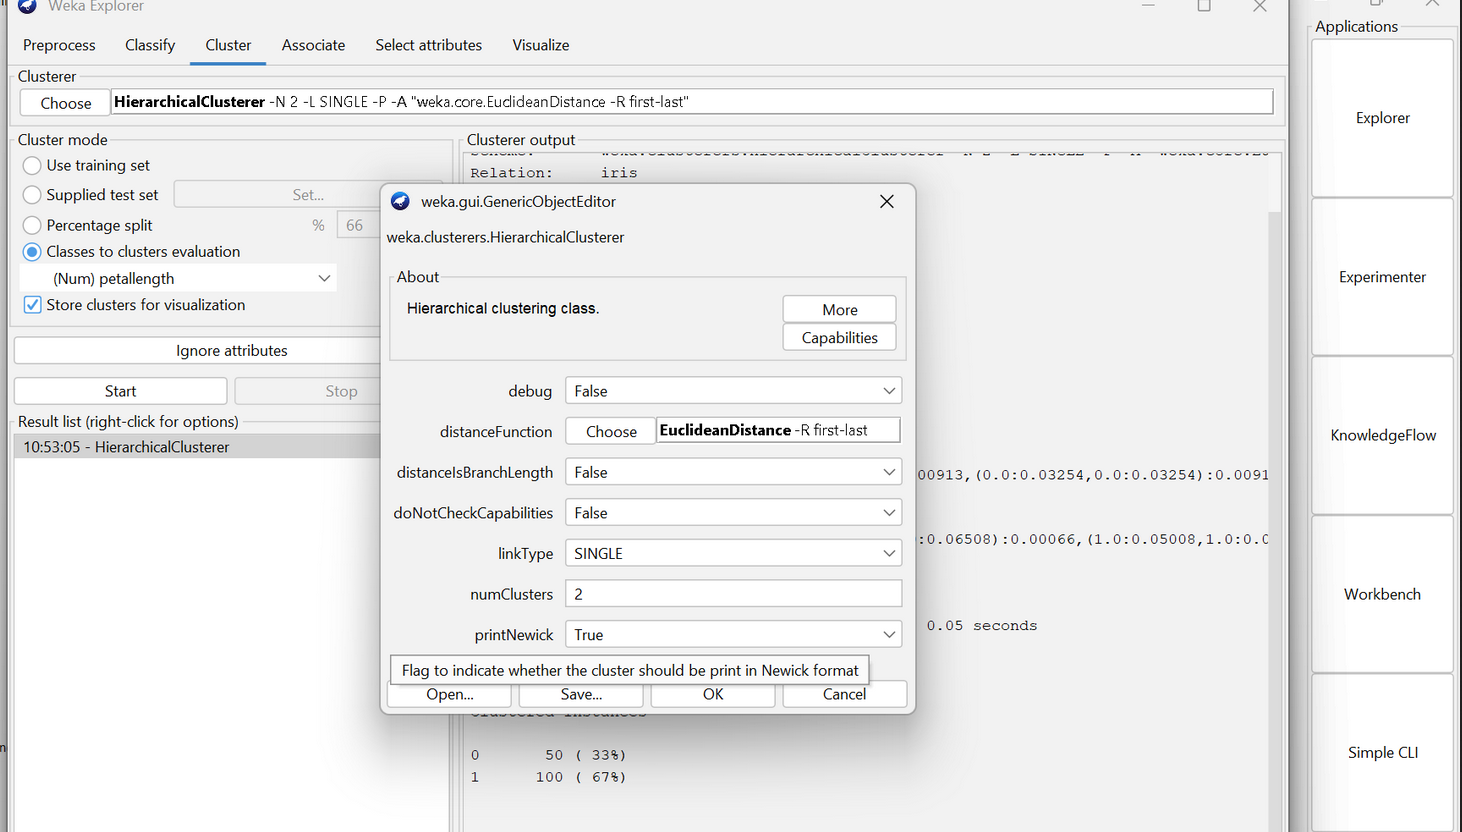 Weka Explorer
Preprocess Classify Cluster Associate Select attributes Visualize
Clusterer
Choose HierarchicalClusterer -N 2 -L SINGLE -P -A "weka.core.EuclideanDistance -R first-last"
Cluster mode
Use training set
Supplied test set Set...
Percentage split % 66
Classes to clusters evaluation
(Num) petallength
Store clusters for visualization
Ignore attributes
Start Stop
Result list (right-click for options)
10:53:05 - HierarchicalClusterer
Clusterer output
Relation: iris
00913,(0.0:0.03254,0.0:0.03254):0.0091
:0.06508):0.00066,(1.0:0.05008,1.0:0.0
0.05 seconds
Clustered Instances
0 50 ( 33%)
1 100 ( 67%)
weka.gui.GenericObjectEditor
weka.clusterers.HierarchicalClusterer
About
Hierarchical clustering class.
More
Capabilities
debug False
distanceFunction Choose EuclideanDistance -R first-last
distanceIsBranchLength False
doNotCheckCapabilities False
linkType SINGLE
numClusters 2
printNewick True
Flag to indicate whether the cluster should be print in Newick format
Open... Save... OK Cancel
Applications
Explorer
Experimenter
KnowledgeFlow
Workbench
Simple CLI